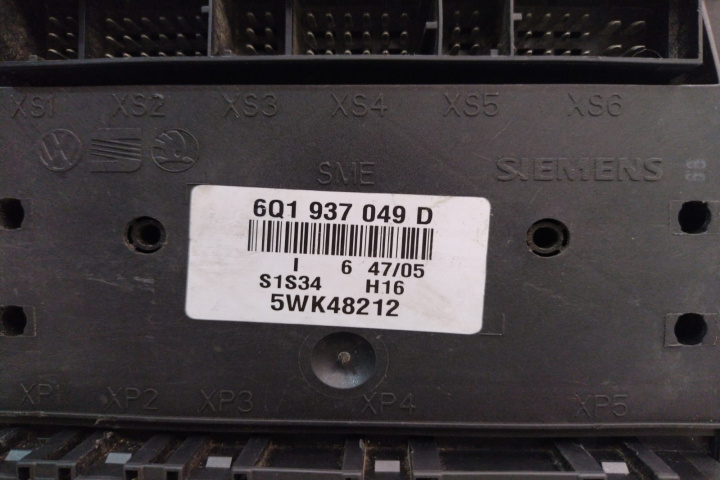 XS1 XS2 XS3 XS4 XS5 XS6
SME SIEMENS
6Q1 937 049 D
I 6 47/05
S1S34 H16
5WK48212
XP1 XP2 XP3 XP4 XP5